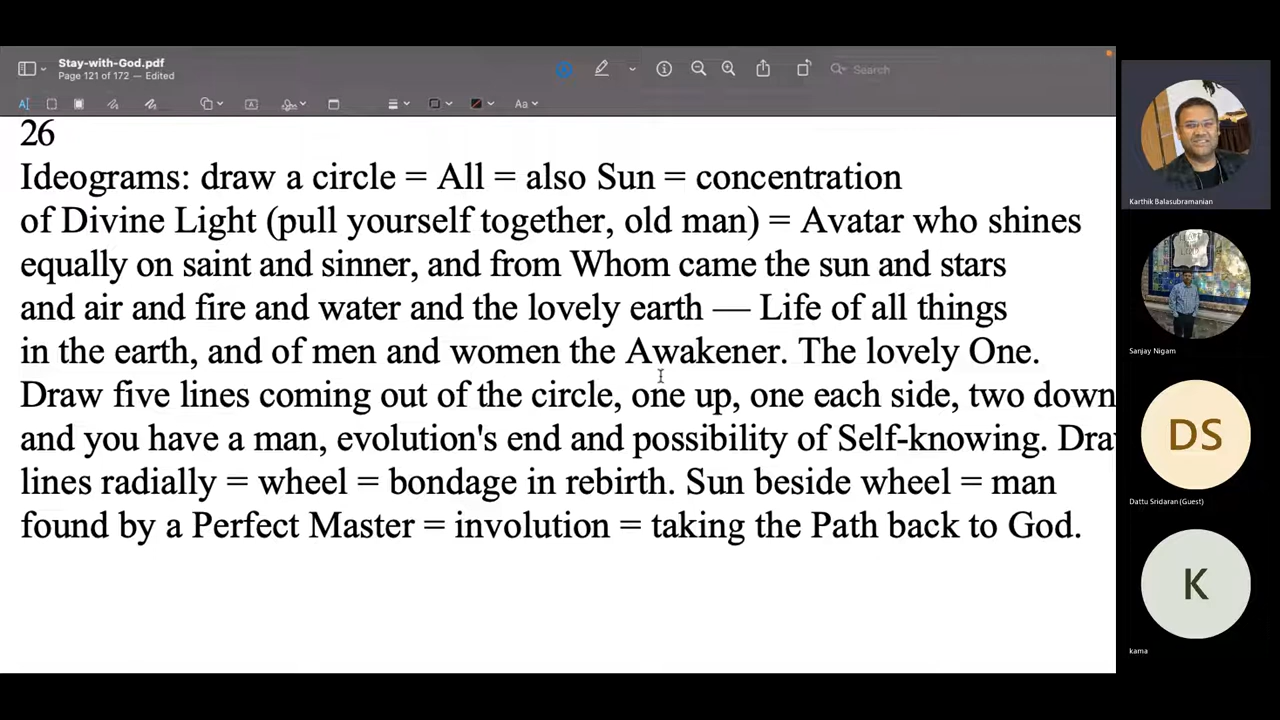 Stay-with-God.pdf
Page 121 of 172 — Edited
Search
Aa
26
Ideograms: draw a circle = All = also Sun = concentration
of Divine Light (pull yourself together, old man) = Avatar who shines
equally on saint and sinner, and from Whom came the sun and stars
and air and fire and water and the lovely earth — Life of all things
in the earth, and of men and women the Awakener. The lovely One.
Draw five lines coming out of the circle, one up, one each side, two down
and you have a man, evolution's end and possibility of Self-knowing. Dra
lines radially = wheel = bondage in rebirth. Sun beside wheel = man
found by a Perfect Master = involution = taking the Path back to God.
Karthik Balasubramanian
Sanjay Nigam
DS
Dattu Sridaran (Guest)
K
kama